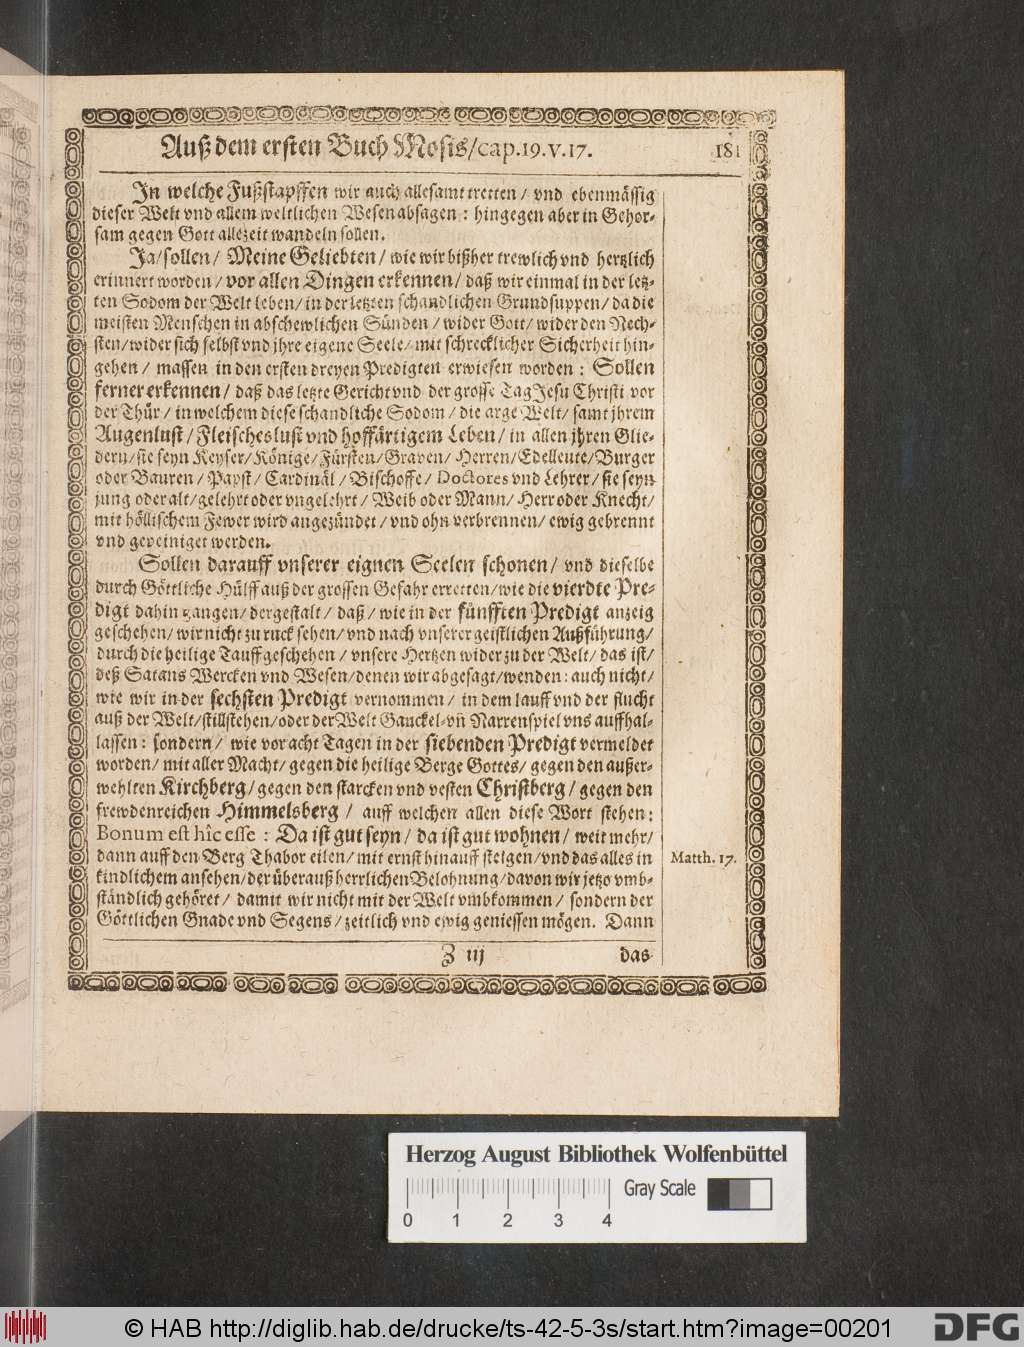 Auß dem ersten Buch Mosis/cap.19.v.17. 181
In welche Fußstapffen wir auch allesamt tretten/ vnd ebenmässig
dieser Welt vnd allem weltlichen Wesen absagen: hingegen aber in Gehor-
sam gegen Gott allezeit wandeln sollen.
Ja/sollen/ Meine Geliebten/ wie wir bißher trewlich vnd hertzlich
erinnert worden/ vor allen Dingen erkennen/ daß wir einmal in der letz-
ten Sodom der Welt leben/ in der letzten schandlichen Grundsuppen/ da die
meisten Menschen in abschewlichen Sünden/ wider Gott/ wider den Nech-
sten/ wider sich selbst vnd jhre eigene Seele/ mit schrecklicher Sicherheit hin-
gehen/ massen in den ersten dreyen Predigten erwiesen worden: Sollen
ferner erkennen/ daß das letzte Gericht vnd der grosse Tag Jesu Christi vor
der Thür/ in welchem diese schandliche Sodom/ die arge Welt/ samt jhrem
Augenlust/ Fleischeslust vnd hoffärtigem Leben/ in allen jhren Glie-
dern/ sie seyn Keyser/ Könige/ Fürsten/ Graven/ Herren/ Edelleute/ Burger
oder Bauren/ Papst/ Cardinäl/ Bischoffe/ Doctores vnd Lehrer/ sie seyn
jung oder alt/ gelehrt oder vngelehrt/ Weib oder Mann/ Herr oder Knecht/
mit höllischem Fewer wird angezündet/ vnd ohn verbrennen/ ewig gebrennt
vnd gepeiniget werden.
Sollen darauff vnserer eignen Seelen schonen/ vnd dieselbe
durch Göttliche Hülff auß der grossen Gefahr erretten/ wie die vierdte Pre-
digt dahin gangen/ dergestalt/ daß/ wie in der fünfften Predigt anzeig
geschehen/ wir nicht zu ruck sehen/ vnd nach vnserer geistlichen Außführung/
durch die heilige Tauff geschehen/ vnsere Hertzen wider zu der Welt/ das ist/
deß Satans Wercken vnd Wesen/ denen wir abgesagt/ wenden: auch nicht/
wie wir in der sechsten Predigt vernommen/ in dem lauff vnd der flucht
auß der Welt/ stillstehen/ oder der Welt Gauckel-vñ Narrenspiel vns auffhal-
lassen: sondern/ wie vor acht Tagen in der siebenden Predigt vermeldet
worden/ mit aller Macht/ gegen die heilige Berge Gottes/ gegen den außer-
wehlten Kirchberg/ gegen den starcken vnd vesten Christberg/ gegen den
frewdenreichen Himmelsberg/ auff welchen allen diese Wort stehen:
Bonum est hîc esse: Da ist gut seyn/ da ist gut wohnen/ weit mehr/
dann auff den Berg Thabor eilen/ mit ernst hinauff steigen/ vnd das alles in Matth. 17.
kindlichem ansehen/ der überauß herrlichen Belohnung/ davon wir jetzo vmb-
ständlich gehöret/ damit wir nicht mit der Welt vmbkommen/ sondern der
Göttlichen Gnade vnd Segens/ zeitlich vnd ewig geniessen mögen. Dann
Z iij das
Herzog August Bibliothek Wolfenbüttel
0 1 2 3 4 Gray Scale
© HAB http://diglib.hab.de/drucke/ts-42-5-3s/start.htm?image=00201 DFG